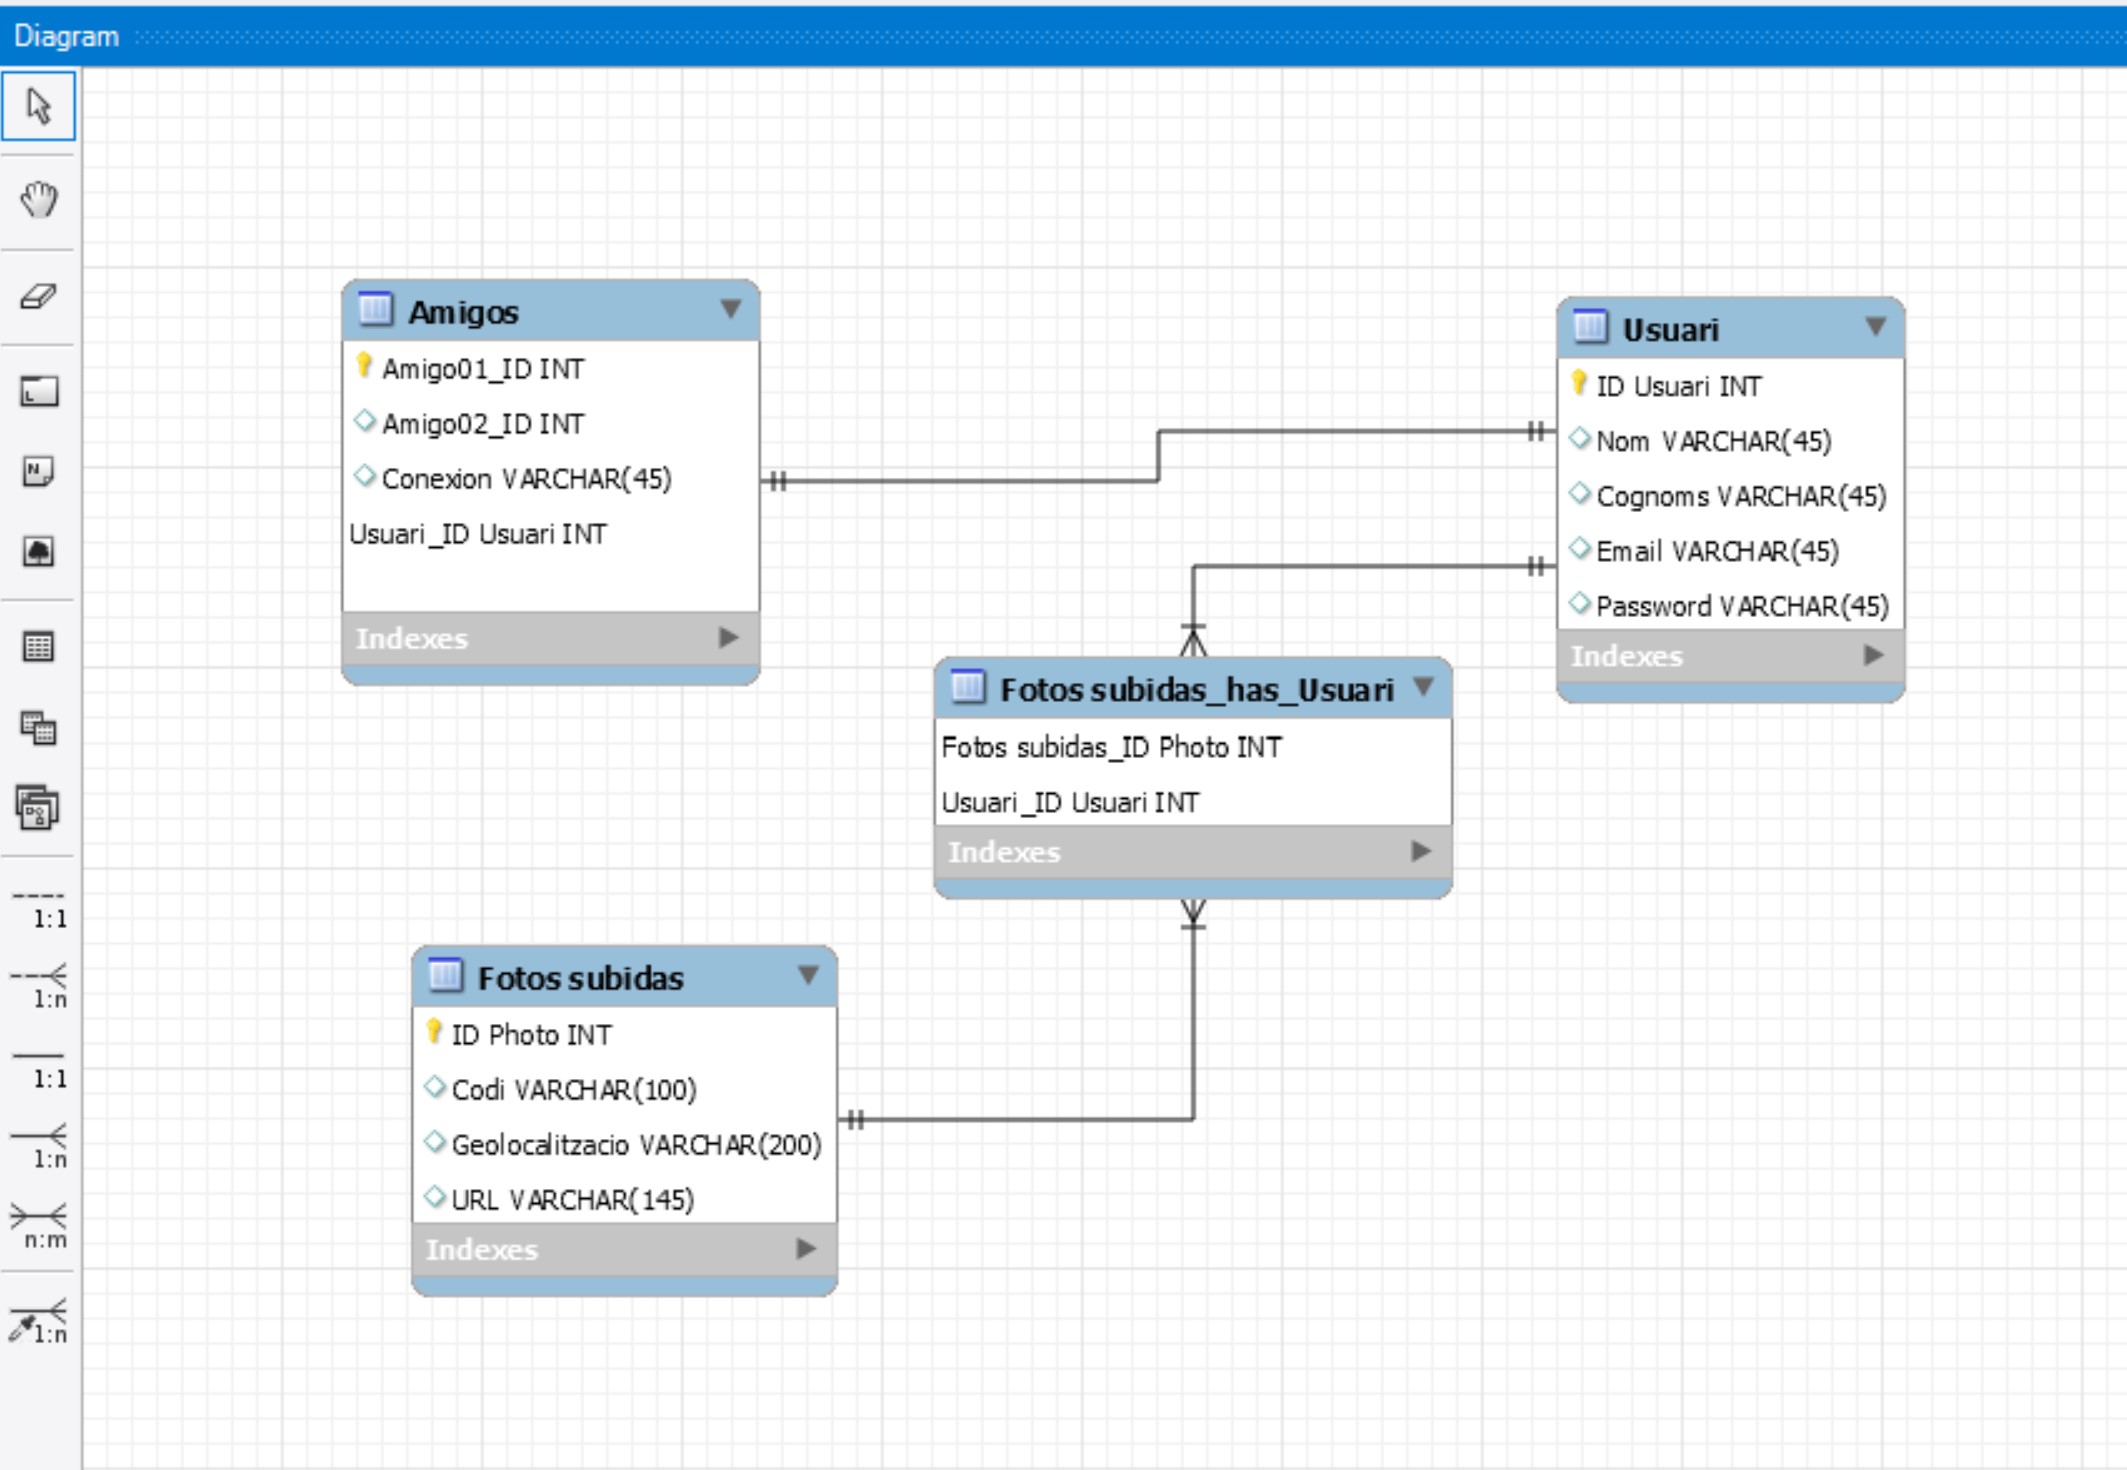 Diagram
Amigos
Amigo01_ID INT
Amigo02_ID INT
Conexion VARCHAR(45)
Usuari_ID Usuari INT
Indexes
Usuari
ID Usuari INT
Nom VARCHAR(45)
Cognoms VARCHAR(45)
Email VARCHAR(45)
Password VARCHAR(45)
Indexes
Fotos subidas_has_Usuari
Fotos subidas_ID Photo INT
Usuari_ID Usuari INT
Indexes
Fotos subidas
ID Photo INT
Codi VARCHAR(100)
Geolocalitzacio VARCHAR(200)
URL VARCHAR(145)
Indexes
L
N
1:1
1:n
1:1
1:n
n:m
1:n